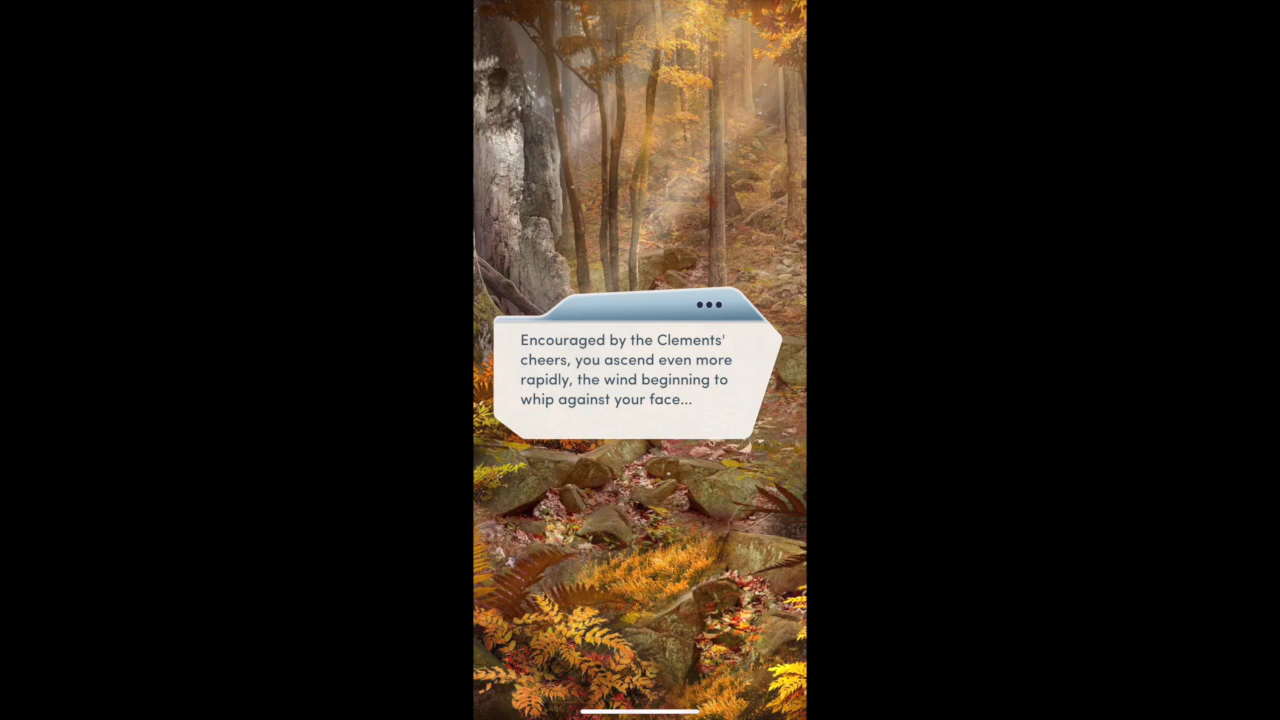 Encouraged by the Clements'
cheers, you ascend even more
rapidly, the wind beginning to
whip against your face...